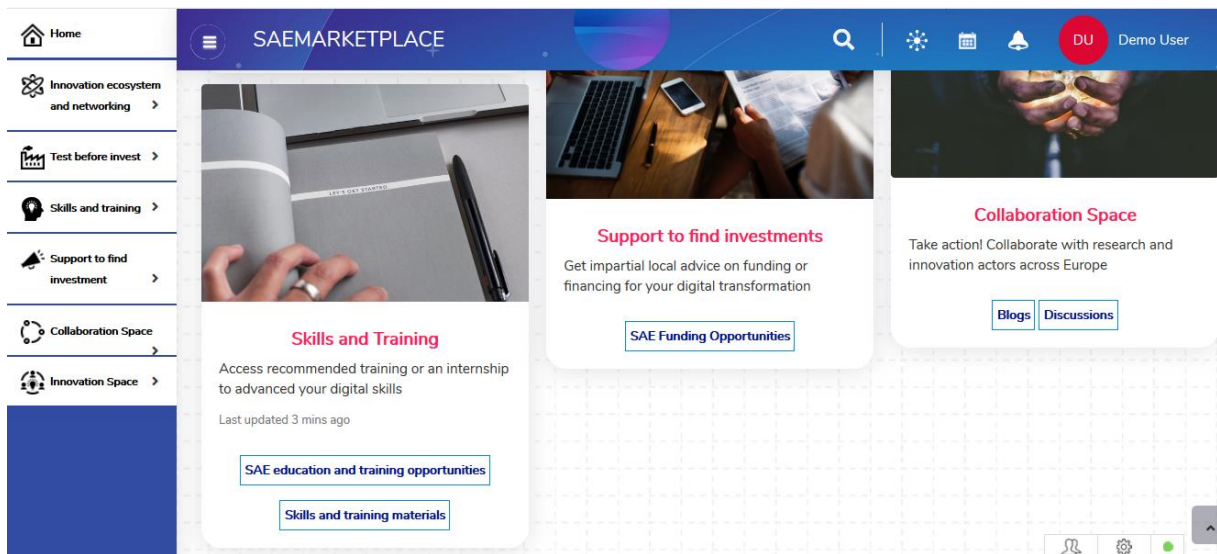 Home
Innovation ecosystem
and networking
Test before invest
Skills and training
Support to find
investment
Collaboration Space
Innovation Space
SAEMARKETPLACE
DU
Demo User
LET'S GET STARTED
Skills and Training
Access recommended training or an internship
to advanced your digital skills
Last updated 3 mins ago
SAE education and training opportunities
Skills and training materials
Support to find investments
Get impartial local advice on funding or
financing for your digital transformation
SAE Funding Opportunities
Collaboration Space
Take action! Collaborate with research and
innovation actors across Europe
Blogs
Discussions